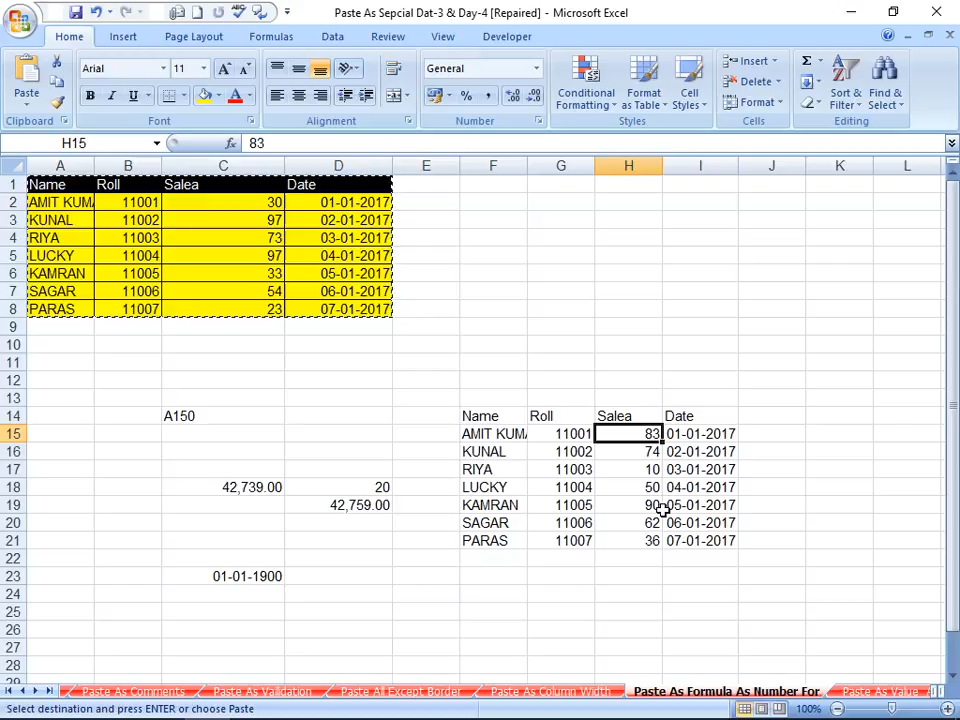 Paste As Sepcial Dat-3 & Day-4 [Repaired] - Microsoft Excel
Home Insert Page Layout Formulas Data Review View Developer
Paste Arial 11 General Conditional Formatting Format as Table Cell Styles Insert Delete Format Sort & Filter Find & Select
Clipboard Font Alignment Number Styles Cells Editing
H15 fx 83
A B C D E F G H I J K L
1 Name Roll Salea Date
2 AMIT KUMA 11001 30 01-01-2017
3 KUNAL 11002 97 02-01-2017
4 RIYA 11003 73 03-01-2017
5 LUCKY 11004 97 04-01-2017
6 KAMRAN 11005 33 05-01-2017
7 SAGAR 11006 54 06-01-2017
8 PARAS 11007 23 07-01-2017
9
10
11
12
13
14 A150 Name Roll Salea Date
15 AMIT KUMA 11001 83 01-01-2017
16 KUNAL 11002 74 02-01-2017
17 RIYA 11003 10 03-01-2017
18 42,739.00 20 LUCKY 11004 50 04-01-2017
19 42,759.00 KAMRAN 11005 90 05-01-2017
20 SAGAR 11006 62 06-01-2017
21 PARAS 11007 36 07-01-2017
22
23 01-01-1900
24
25
26
27
28
29
Paste As Comments Paste As Validation Paste All Except Border Paste As Column Width Paste As Formula As Number For Paste As Value
Select destination and press ENTER or choose Paste 100%